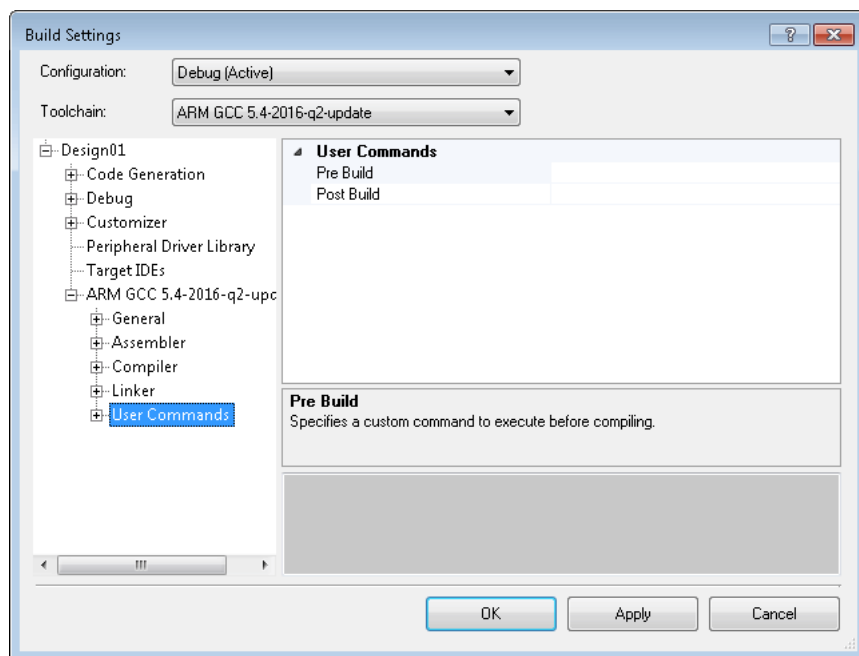 Build Settings
Configuration: Debug (Active)
Toolchain: ARM GCC 5.4-2016-q2-update
Design01
Code Generation
Debug
Customizer
Peripheral Driver Library
Target IDEs
ARM GCC 5.4-2016-q2-upd
General
Assembler
Compiler
Linker
User Commands
User Commands
Pre Build
Post Build
Pre Build
Specifies a custom command to execute before compiling.
OK Apply Cancel